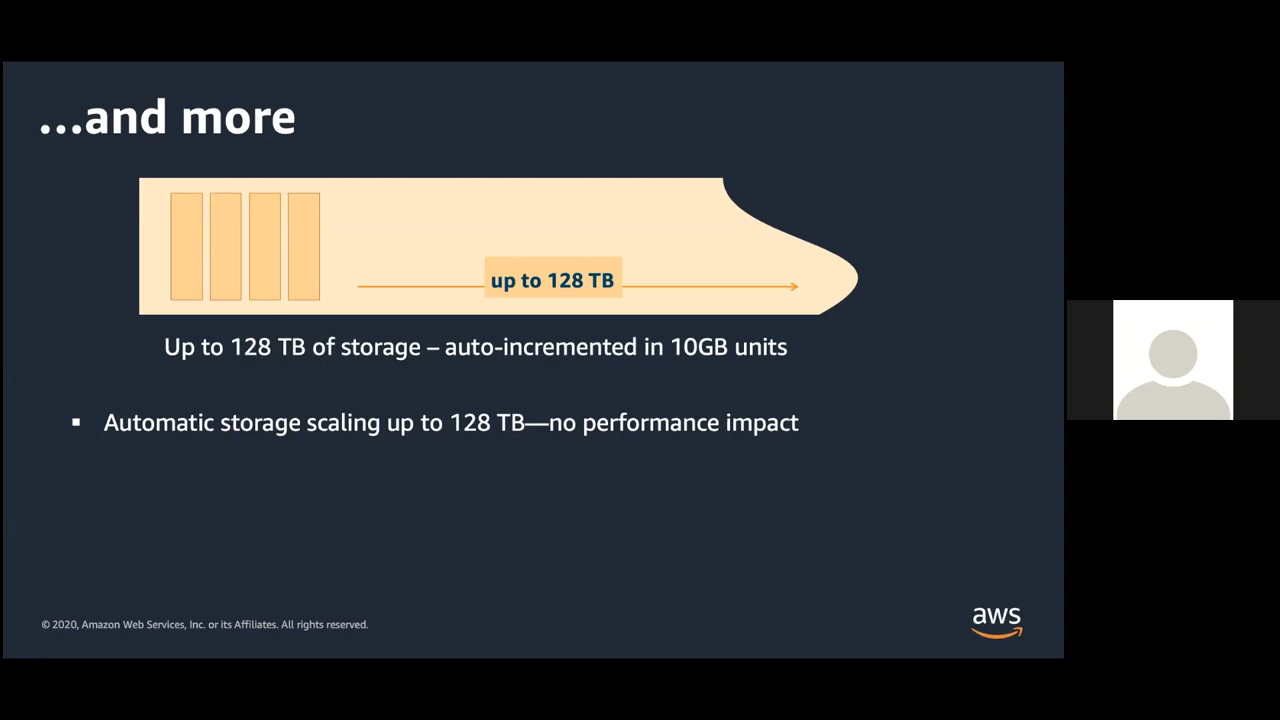 ...and more
up to 128 TB
Up to 128 TB of storage – auto-incremented in 10GB units
▪ Automatic storage scaling up to 128 TB—no performance impact
© 2020, Amazon Web Services, Inc. or its Affiliates. All rights reserved.
aws